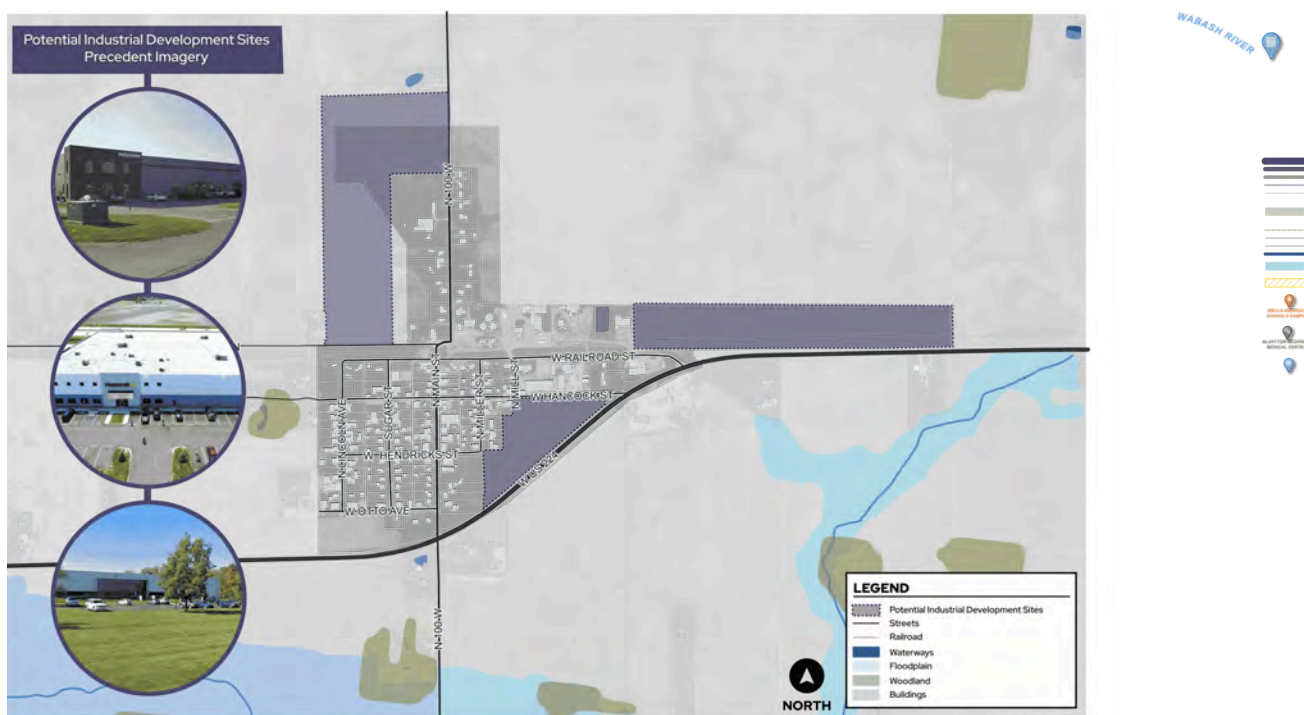 Potential Industrial Development Sites
Precedent Imagery
WABASH RIVER
N 100-W
W RAILROAD ST
N MAIN ST
N MILL ST
W HANCOCK ST
N MILLER ST
SUGAR ST
N LINCOLN AVE
W HENDRICKS ST
W OTTO AVE
W US 224
N 100-W
LEGEND
Potential Industrial Development Sites
Streets
Railroad
Waterways
Floodplain
Woodland
Buildings
NORTH